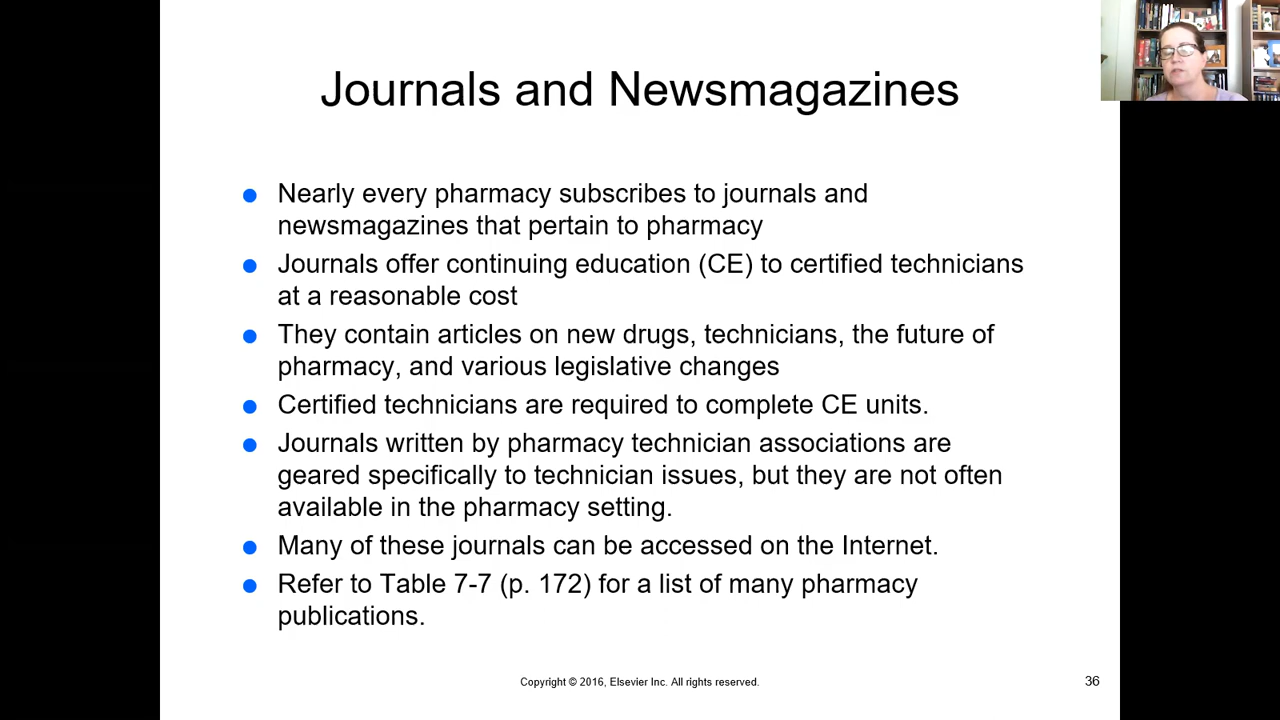 Journals and Newsmagazines
Nearly every pharmacy subscribes to journals and
newsmagazines that pertain to pharmacy
Journals offer continuing education (CE) to certified technicians
at a reasonable cost
They contain articles on new drugs, technicians, the future of
pharmacy, and various legislative changes
Certified technicians are required to complete CE units.
Journals written by pharmacy technician associations are
geared specifically to technician issues, but they are not often
available in the pharmacy setting.
Many of these journals can be accessed on the Internet.
Refer to Table 7-7 (p. 172) for a list of many pharmacy
publications.
Copyright © 2016, Elsevier Inc. All rights reserved.
36